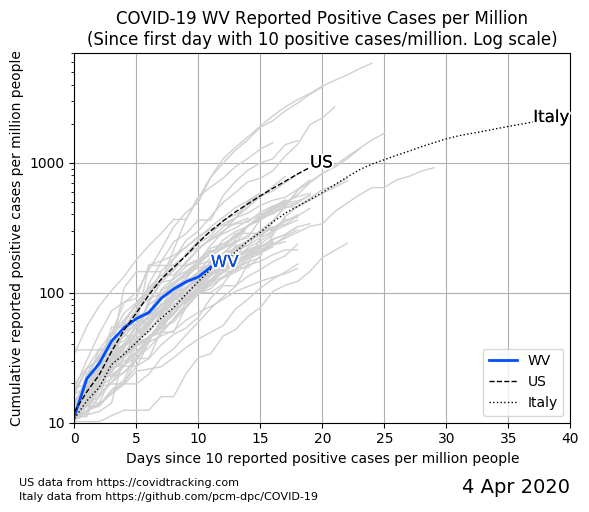 COVID-19 WV Reported Positive Cases per Million
(Since first day with 10 positive cases/million. Log scale)
Cumulative reported positive cases per million people
1000
100
10
Italy
US
WV
WV
US
Italy
0
5
10
15
20
25
30
35
40
Days since 10 reported positive cases per million people
US data from https://covidtracking.com
Italy data from https://github.com/pcm-dpc/COVID-19
4 Apr 2020